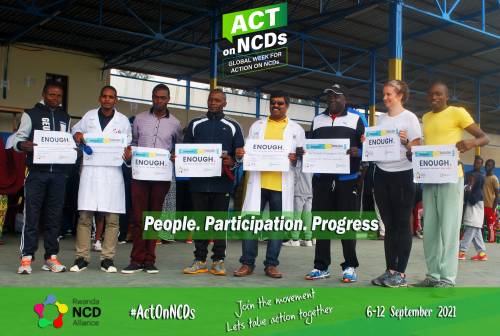 ACT
on NCDs
GLOBAL WEEK FOR
ACTION ON NCDs
ENOUGH.
ENOUGH.
ENOUGH.
ENOUGH.
ENOUGH.
ENOUGH.
ENOUGH.
ENOUGH.
People. Participation. Progress
Rwanda
NCD
Alliance
#ActOnNCDs
Join the movement
Lets take action together
6-12 September 2021